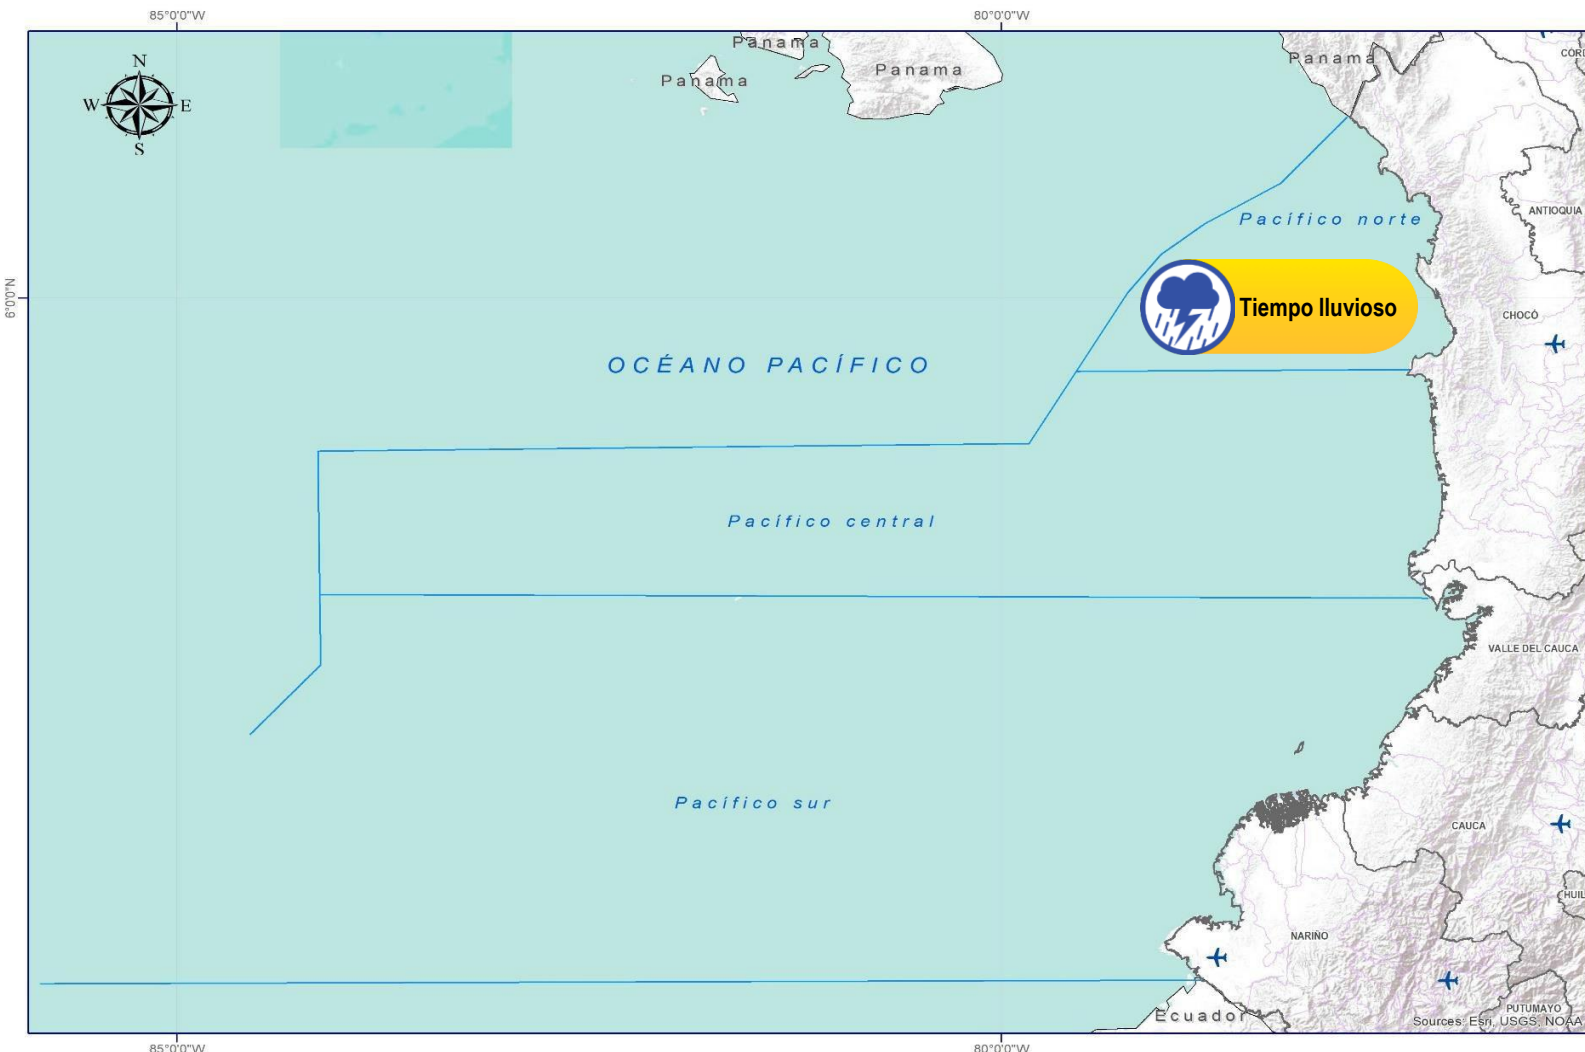 85°0'0"W
80°0'0"W
N
W
E
S
Panama
Panama
Panama
Panama
CÓRD
ANTIOQUIA
Pacífico norte
6°0'0"N
Tiempo lluvioso
CHOCÓ
OCÉANO PACÍFICO
Pacífico central
VALLE DEL CAUCA
Pacífico sur
CAUCA
HUIL
NARIÑO
PUTUMAYO
Ecuador
Sources: Esri, USGS, NOAA
85°0'0"W
80°0'0"W